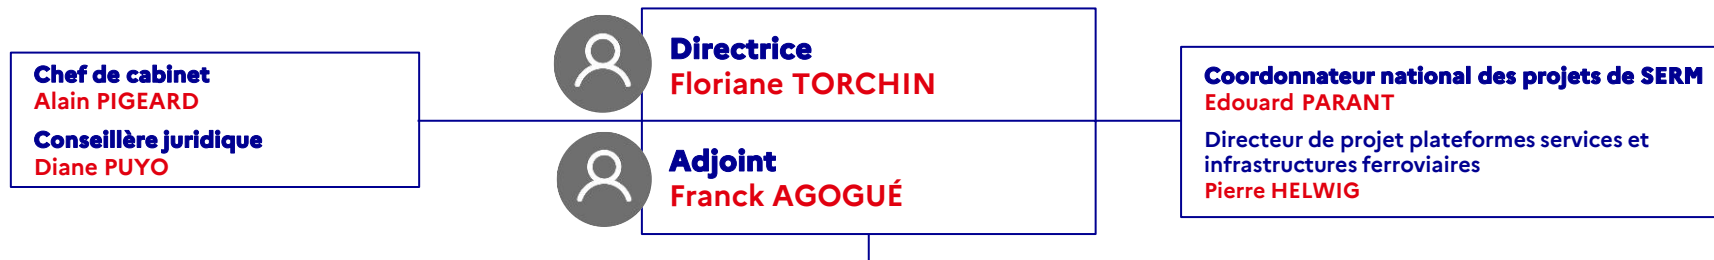 Chef de cabinet
Alain PIGEARD
Conseillère juridique
Diane PUYO
Directrice
Floriane TORCHIN
Adjoint
Franck AGOGUÉ
Coordonnateur national des projets de SERM
Edouard PARANT
Directeur de projet plateformes services et
infrastructures ferroviaires
Pierre HELWIG